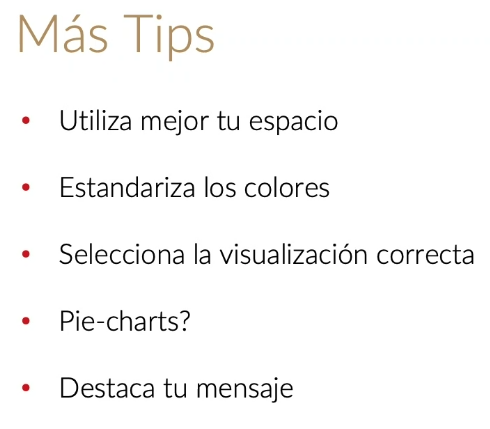 Más Tips
• Utiliza mejor tu espacio
• Estandariza los colores
• Selecciona la visualización correcta
• Pie-charts?
• Destaca tu mensaje